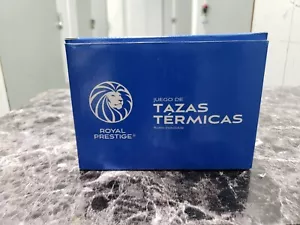 ROYAL
PRESTIGE®
JUEGO DE
TAZAS
TÉRMICAS